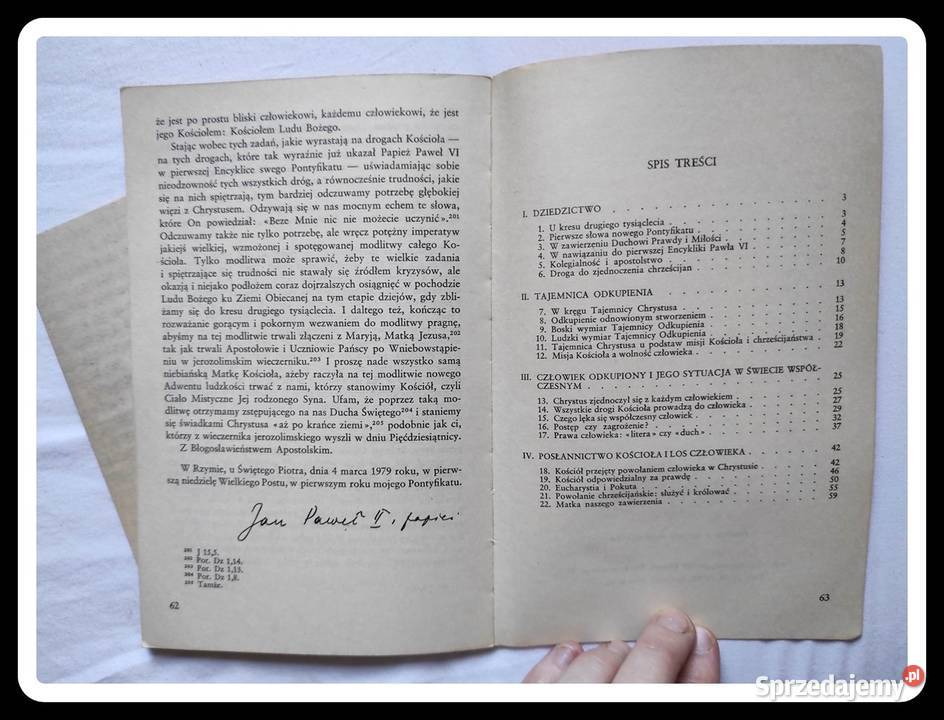 że jest po prostu bliski człowiekowi, każdemu człowiekowi, że jest
jego Kościołem: Kościołem Ludu Bożego.
Stając wobec tych zadań, jakie wyrastają na drogach Kościoła —
na tych drogach, które tak wyraźnie już ukazał Papież Paweł VI
w pierwszej Encyklice swego Pontyfikatu — uświadamiając sobie
nieodzowność tych wszystkich dróg, a równocześnie trudności, jakie
się na nich spiętrzają, tym bardziej odczuwamy potrzebę głębokiej
więzi z Chrystusem. Odzywają się w nas mocnym echem te słowa,
które On powiedział: «Beze Mnie nic nie możecie uczynić».201
Odczuwamy także nie tylko potrzebę, ale wręcz potężny imperatyw
jakiejś wielkiej, wzmożonej i spotęgowanej modlitwy całego Ko-
ścioła. Tylko modlitwa może sprawić, żeby te wielkie zadania
i spiętrzające się trudności nie stawały się źródłem kryzysów, ale
okazją i niejako podłożem coraz dojrzalszych osiągnięć w pochodzie
Ludu Bożego ku Ziemi Obiecanej na tym etapie dziejów, gdy zbli-
żamy się do kresu drugiego tysiąclecia. I dlatego też, kończąc to
rozważanie gorącym i pokornym wezwaniem do modlitwy pragnę,
abyśmy na tej modlitwie trwali złączeni z Maryją, Matką Jezusa,202
tak jak trwali Apostołowie i Uczniowie Pańscy po Wniebowstąpie-
niu w jerozolimskim wieczerniku.203 I proszę nade wszystko samą
niebiańską Matkę Kościoła, ażeby raczyła na tej modlitwie nowego
Adwentu ludzkości trwać z nami, którzy stanowimy Kościół, czyli
Ciało Mistyczne Jej rodzonego Syna. Ufam, że poprzez taką mo-
dlitwę otrzymamy zstępującego na nas Ducha Świętego204 i staniemy
się świadkami Chrystusa «aż po krańce ziemi»,205 podobnie jak ci,
którzy z wieczernika jerozolimskiego wyszli w dniu Pięćdziesiątnicy.
Z Błogosławieństwem Apostolskim.
W Rzymie, u Świętego Piotra, dnia 4 marca 1979 roku, w pierw-
szą niedzielę Wielkiego Postu, w pierwszym roku mojego Pontyfikatu.
Jan Paweł II, papież
201 J 15,5.
202 Por. Dz 1,14.
203 Por. Dz 1,13.
204 Por. Dz 1,8.
205 Tamże.
62
SPIS TREŚCI
I. DZIEDZICTWO 3
1. U kresu drugiego tysiąclecia 3
2. Pierwsze słowa nowego Pontyfikatu 4
3. W zawierzeniu Duchowi Prawdy i Miłości 5
4. W nawiązaniu do pierwszej Encykliki Pawła VI 7
5. Kolegialność i apostolstwo 8
6. Droga do zjednoczenia chrześcijan 10
II. TAJEMNICA ODKUPIENIA 13
7. W kręgu Tajemnicy Chrystusa 13
8. Odkupienie odnowionym stworzeniem 15
9. Boski wymiar Tajemnicy Odkupienia 16
10. Ludzki wymiar Tajemnicy Odkupienia 18
11. Tajemnica Chrystusa u podstaw misji Kościoła i chrześcijaństwa 19
12. Misja Kościoła a wolność człowieka 22
III. CZŁOWIEK ODKUPIONY I JEGO SYTUACJA W ŚWIECIE WSPÓŁ-
CZESNYM 25
13. Chrystus zjednoczył się z każdym człowiekiem 25
14. Wszystkie drogi Kościoła prowadzą do człowieka 27
15. Czego lęka się współczesny człowiek 29
16. Postęp czy zagrożenie? 32
17. Prawa człowieka: «litera» czy «duch» 37
IV. POSŁANNICTWO KOŚCIOŁA I LOS CZŁOWIEKA 42
18. Kościół przejęty powołaniem człowieka w Chrystusie 42
19. Kościół odpowiedzialny za prawdę 46
20. Eucharystia i Pokuta 50
21. Powołanie chrześcijańskie: służyć i królować 55
22. Matka naszego zawierzenia 59
63
Sprzedajemy.pl